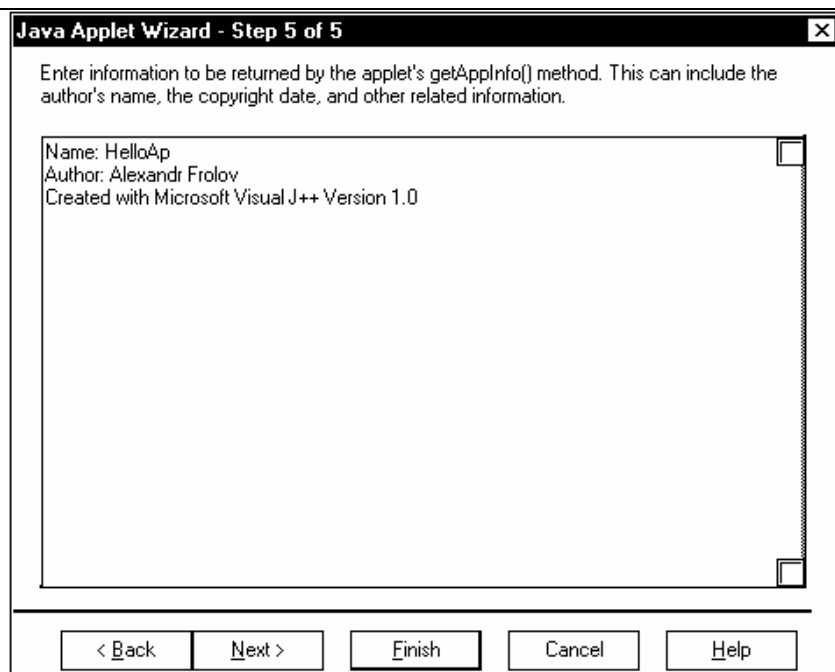 Java Applet Wizard - Step 5 of 5
Enter information to be returned by the applet's getAppInfo() method. This can include the
author's name, the copyright date, and other related information.
Name: HelloAp
Author: Alexandr Frolov
Created with Microsoft Visual J++ Version 1.0
< Back Next > Finish Cancel Help